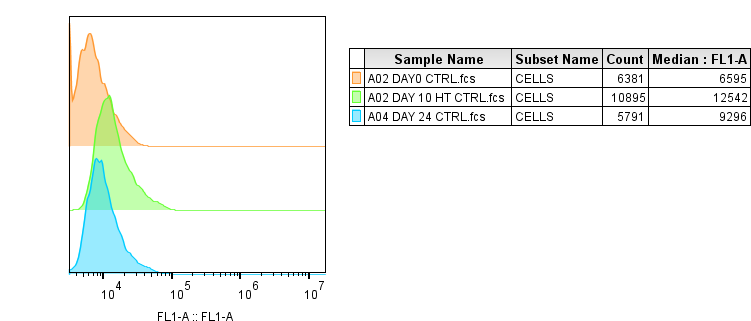 Sample Name Subset Name Count Median : FL1-A
A02 DAY0 CTRL.fcs CELLS 6381 6595
A02 DAY 10 HT CTRL.fcs CELLS 10895 12542
A04 DAY 24 CTRL.fcs CELLS 5791 9296
10^4 10^5 10^6 10^7
FL1-A :: FL1-A